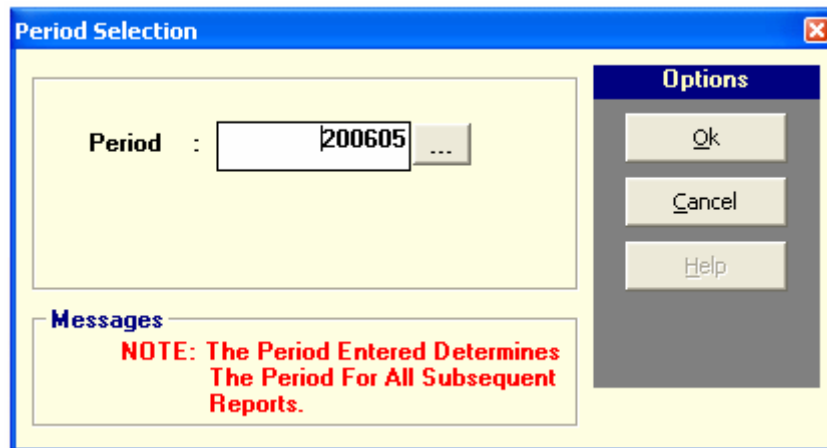 Period Selection
Options
Period : 200605 ...
Ok
Cancel
Help
Messages
NOTE: The Period Entered Determines
The Period For All Subsequent
Reports.